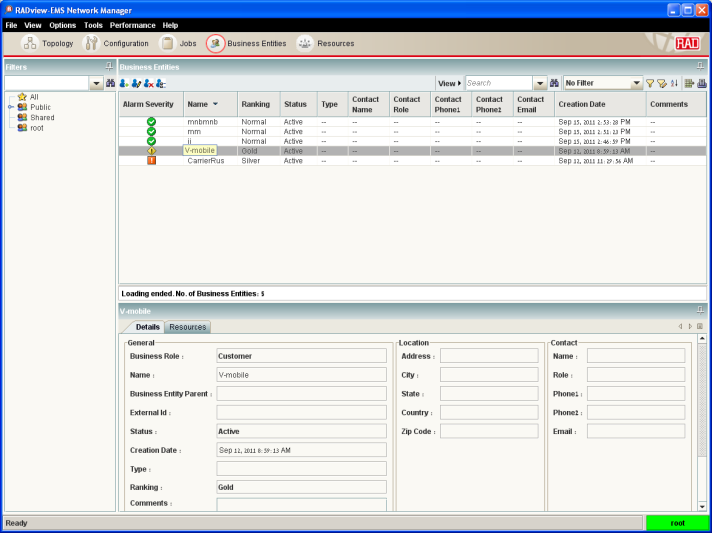 RADview-EMS Network Manager
File View Options Tools Performance Help
Topology Configuration Jobs Business Entities Resources RAD
Filters
All
Public
Shared
root
Business Entities
View Search No Filter
Alarm Severity Name Ranking Status Type Contact Name Contact Role Contact Phone1 Contact Phone2 Contact Email Creation Date Comments
mnbmnb Normal Active -- -- -- -- -- -- Sep 15, 2011 2:53:28 PM --
mm Normal Active -- -- -- -- -- -- Sep 15, 2011 2:51:23 PM --
ii Normal Active -- -- -- -- -- -- Sep 15, 2011 2:46:59 PM --
V-mobile Gold Active -- -- -- -- -- -- Sep 12, 2011 8:59:13 AM --
CarrierRus Silver Active -- -- -- -- -- -- Sep 12, 2011 11:29:56 AM --
Loading ended. No. of Business Entities: 5
V-mobile
Details Resources
General
Business Role : Customer
Name : V-mobile
Business Entity Parent :
External Id :
Status : Active
Creation Date : Sep 12, 2011 8:59:13 AM
Type :
Ranking : Gold
Comments :
Location
Address :
City :
State :
Country :
Zip Code :
Contact
Name :
Role :
Phone1 :
Phone2 :
Email :
Ready root